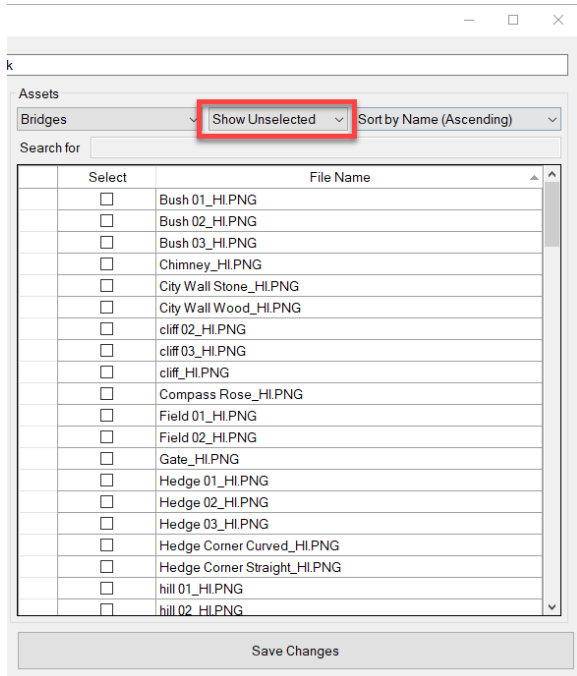 k
Assets
Bridges Show Unselected Sort by Name (Ascending)
Search for
Select File Name
Bush 01_HI.PNG
Bush 02_HI.PNG
Bush 03_HI.PNG
Chimney_HI.PNG
City Wall Stone_HI.PNG
City Wall Wood_HI.PNG
cliff 02_HI.PNG
cliff 03_HI.PNG
cliff_HI.PNG
Compass Rose_HI.PNG
Field 01_HI.PNG
Field 02_HI.PNG
Gate_HI.PNG
Hedge 01_HI.PNG
Hedge 02_HI.PNG
Hedge 03_HI.PNG
Hedge Corner Curved_HI.PNG
Hedge Corner Straight_HI.PNG
hill 01_HI.PNG
hill 02_HI.PNG
Save Changes